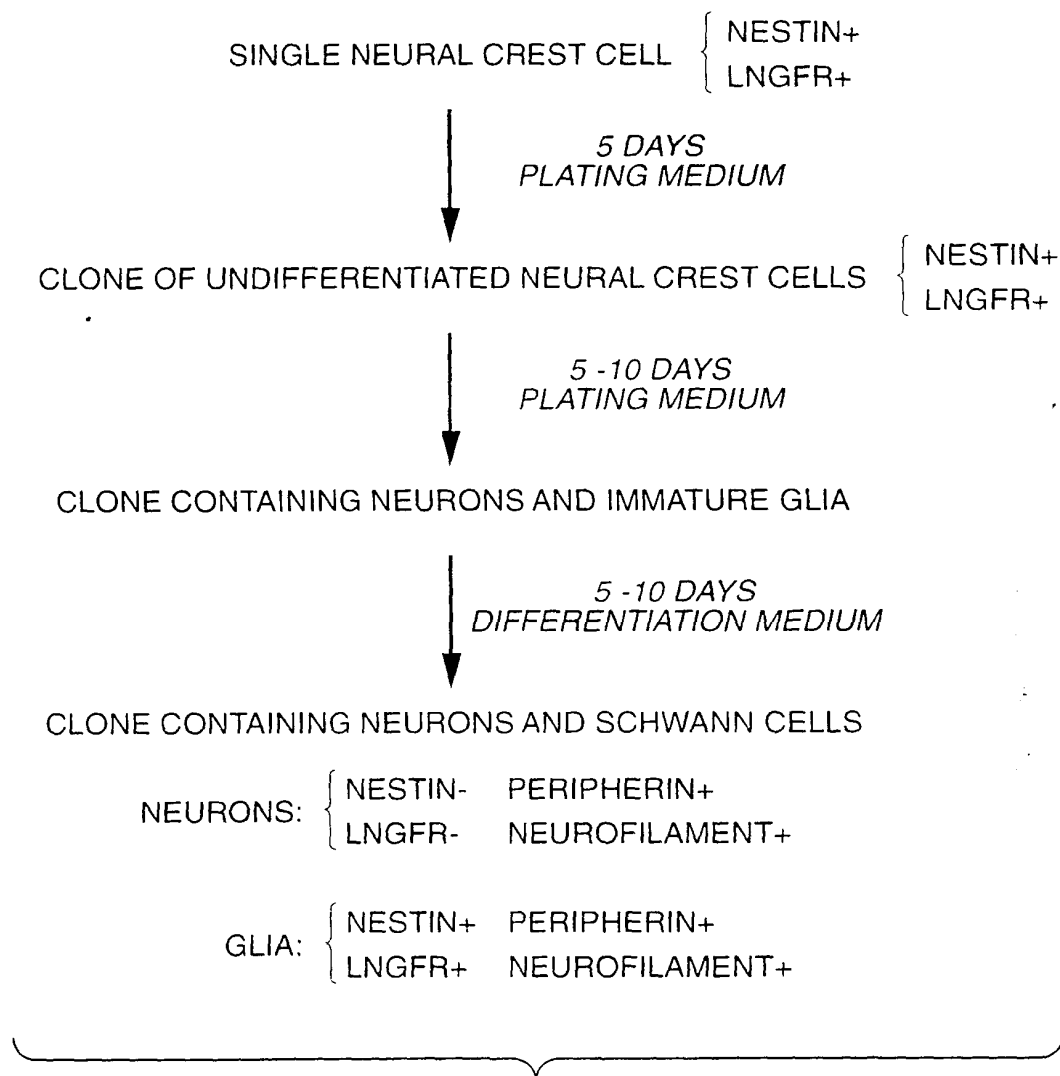 SINGLE NEURAL CREST CELL { NESTIN+
LNGFR+
5 DAYS
PLATING MEDIUM
CLONE OF UNDIFFERENTIATED NEURAL CREST CELLS { NESTIN+
LNGFR+
5 -10 DAYS
PLATING MEDIUM
CLONE CONTAINING NEURONS AND IMMATURE GLIA
5 -10 DAYS
DIFFERENTIATION MEDIUM
CLONE CONTAINING NEURONS AND SCHWANN CELLS
NEURONS: { NESTIN- PERIPHERIN+
LNGFR- NEUROFILAMENT+
GLIA: { NESTIN+ PERIPHERIN+
LNGFR+ NEUROFILAMENT+